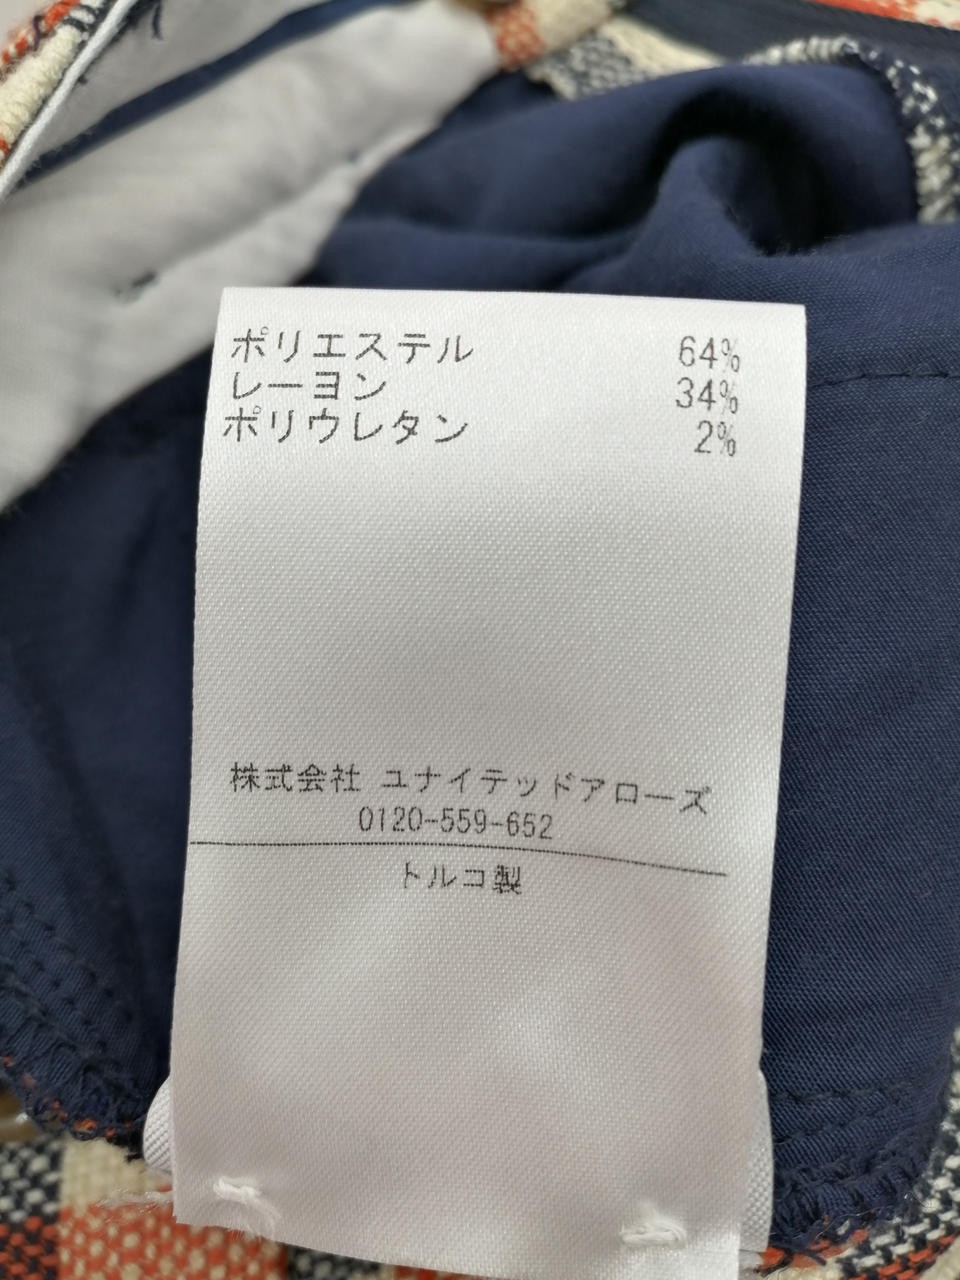 ポリエステル 64%
レーヨン 34%
ポリウレタン 2%
株式会社 ユナイテッドアローズ
0120-559-652
トルコ製